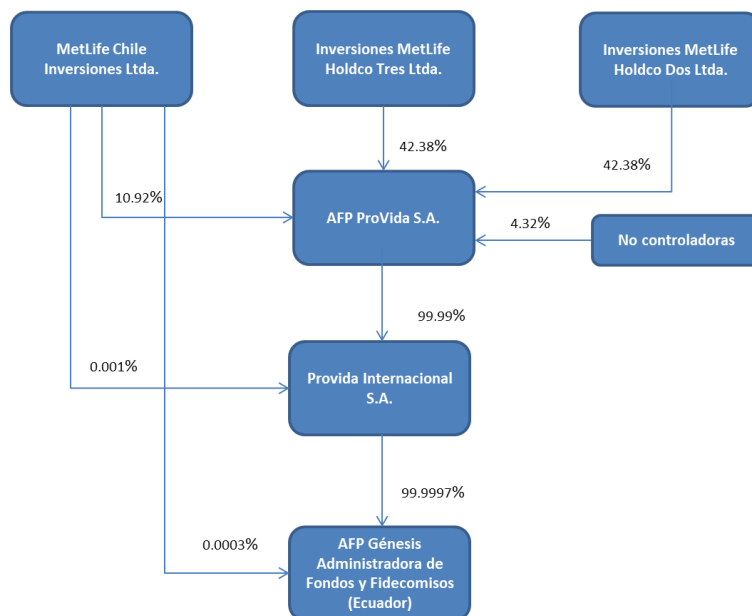 MetLife Chile
Inversiones Ltda.
Inversiones MetLife
Holdco Tres Ltda.
Inversiones MetLife
Holdco Dos Ltda.
42.38%
42.38%
10.92%
AFP ProVida S.A.
4.32%
No controladoras
99.99%
0.001%
Provida Internacional
S.A.
99.9997%
0.0003%
AFP Génesis
Administradora de
Fondos y Fidecomisos
(Ecuador)